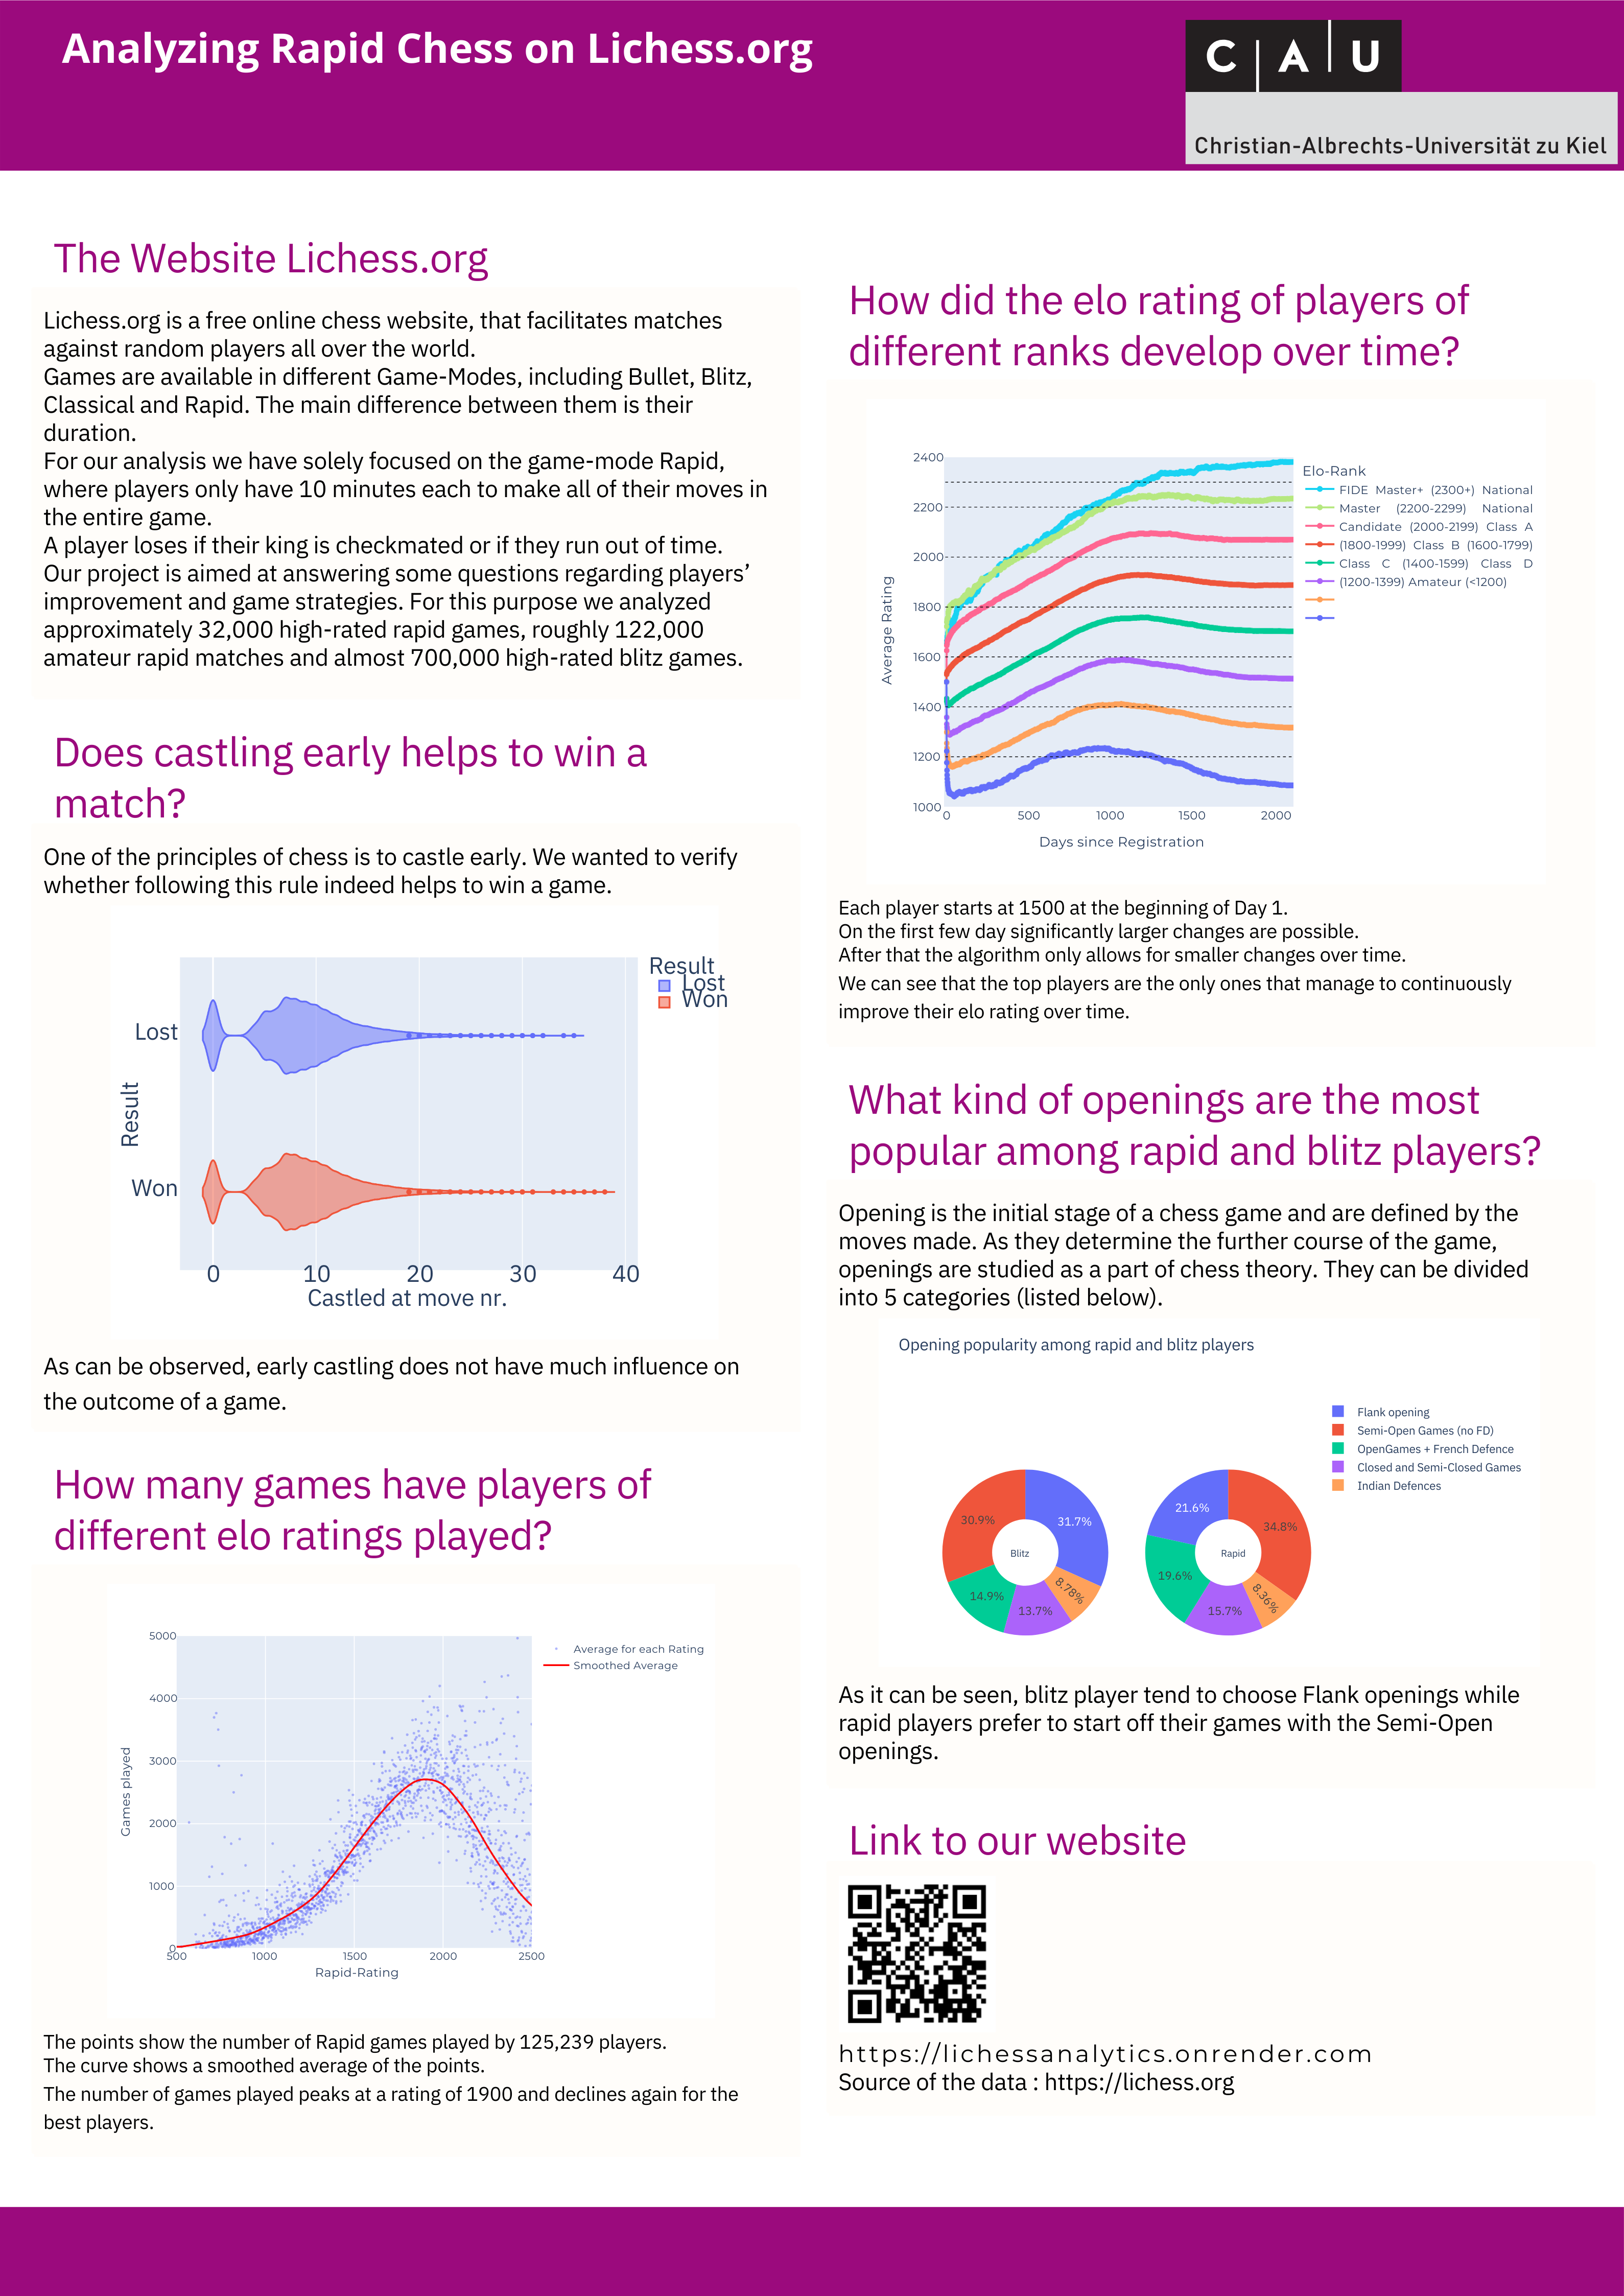 Analyzing Rapid Chess on Lichess.org
C A U
Christian-Albrechts-Universität zu Kiel
The Website Lichess.org
Lichess.org is a free online chess website, that facilitates matches
against random players all over the world.
Games are available in different Game-Modes, including Bullet, Blitz,
Classical and Rapid. The main difference between them is their
duration.
For our analysis we have solely focused on the game-mode Rapid,
where players only have 10 minutes each to make all of their moves in
the entire game.
A player loses if their king is checkmated or if they run out of time.
Our project is aimed at answering some questions regarding players’
improvement and game strategies. For this purpose we analyzed
approximately 32,000 high-rated rapid games, roughly 122,000
amateur rapid matches and almost 700,000 high-rated blitz games.
Does castling early helps to win a
match?
One of the principles of chess is to castle early. We wanted to verify
whether following this rule indeed helps to win a game.
Result
Lost
Won
Lost
Result
Won
0 10 20 30 40
Castled at move nr.
As can be observed, early castling does not have much influence on
the outcome of a game.
How many games have players of
different elo ratings played?
5000
4000
3000
2000
1000
0
Games played
500 1000 1500 2000 2500
Rapid-Rating
Average for each Rating
Smoothed Average
The points show the number of Rapid games played by 125,239 players.
The curve shows a smoothed average of the points.
The number of games played peaks at a rating of 1900 and declines again for the
best players.
How did the elo rating of players of
different ranks develop over time?
2400
2200
2000
1800
1600
1400
1200
1000
Average Rating
0 500 1000 1500 2000
Days since Registration
Elo-Rank
FIDE Master+ (2300+) National
Master (2200-2299) National
Candidate (2000-2199) Class A
(1800-1999) Class B (1600-1799)
Class C (1400-1599) Class D
(1200-1399) Amateur (<1200)
Each player starts at 1500 at the beginning of Day 1.
On the first few day significantly larger changes are possible.
After that the algorithm only allows for smaller changes over time.
We can see that the top players are the only ones that manage to continuously
improve their elo rating over time.
What kind of openings are the most
popular among rapid and blitz players?
Opening is the initial stage of a chess game and are defined by the
moves made. As they determine the further course of the game,
openings are studied as a part of chess theory. They can be divided
into 5 categories (listed below).
Opening popularity among rapid and blitz players
Flank opening
Semi-Open Games (no FD)
OpenGames + French Defence
Closed and Semi-Closed Games
Indian Defences
30.9%
31.7%
Blitz
14.9%
13.7%
8.78%
21.6%
34.8%
Rapid
19.6%
15.7%
8.36%
As it can be seen, blitz player tend to choose Flank openings while
rapid players prefer to start off their games with the Semi-Open
openings.
Link to our website
https://lichessanalytics.onrender.com
Source of the data : https://lichess.org